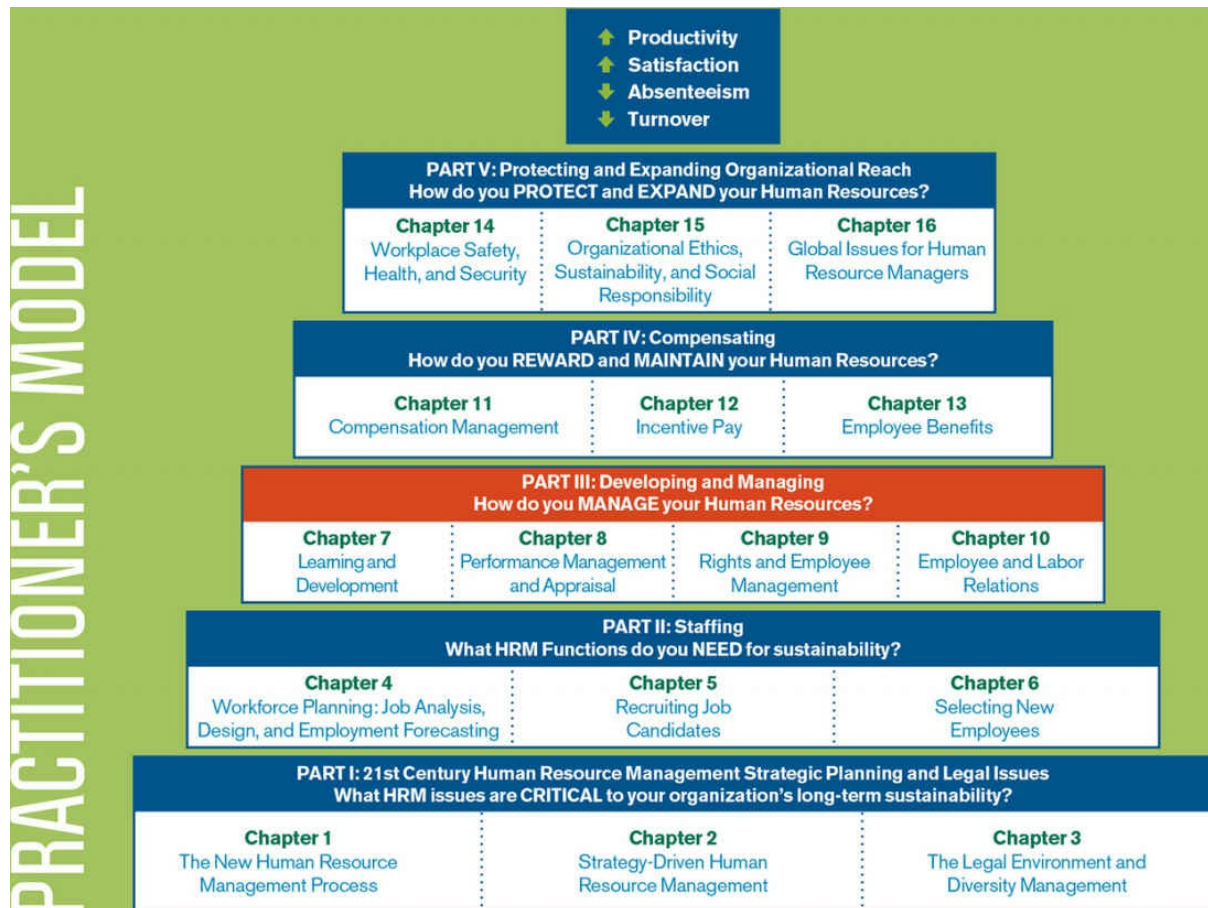 PRACTITIONER'S MODEL
Productivity
Satisfaction
Absenteeism
Turnover
PART V: Protecting and Expanding Organizational Reach
How do you PROTECT and EXPAND your Human Resources?
Chapter 14
Workplace Safety,
Health, and Security
Chapter 15
Organizational Ethics,
Sustainability, and Social
Responsibility
Chapter 16
Global Issues for Human
Resource Managers
PART IV: Compensating
How do you REWARD and MAINTAIN your Human Resources?
Chapter 11
Compensation Management
Chapter 12
Incentive Pay
Chapter 13
Employee Benefits
PART III: Developing and Managing
How do you MANAGE your Human Resources?
Chapter 7
Learning and
Development
Chapter 8
Performance Management
and Appraisal
Chapter 9
Rights and Employee
Management
Chapter 10
Employee and Labor
Relations
PART II: Staffing
What HRM Functions do you NEED for sustainability?
Chapter 4
Workforce Planning: Job Analysis,
Design, and Employment Forecasting
Chapter 5
Recruiting Job
Candidates
Chapter 6
Selecting New
Employees
PART I: 21st Century Human Resource Management Strategic Planning and Legal Issues
What HRM issues are CRITICAL to your organization's long-term sustainability?
Chapter 1
The New Human Resource
Management Process
Chapter 2
Strategy-Driven Human
Resource Management
Chapter 3
The Legal Environment and
Diversity Management